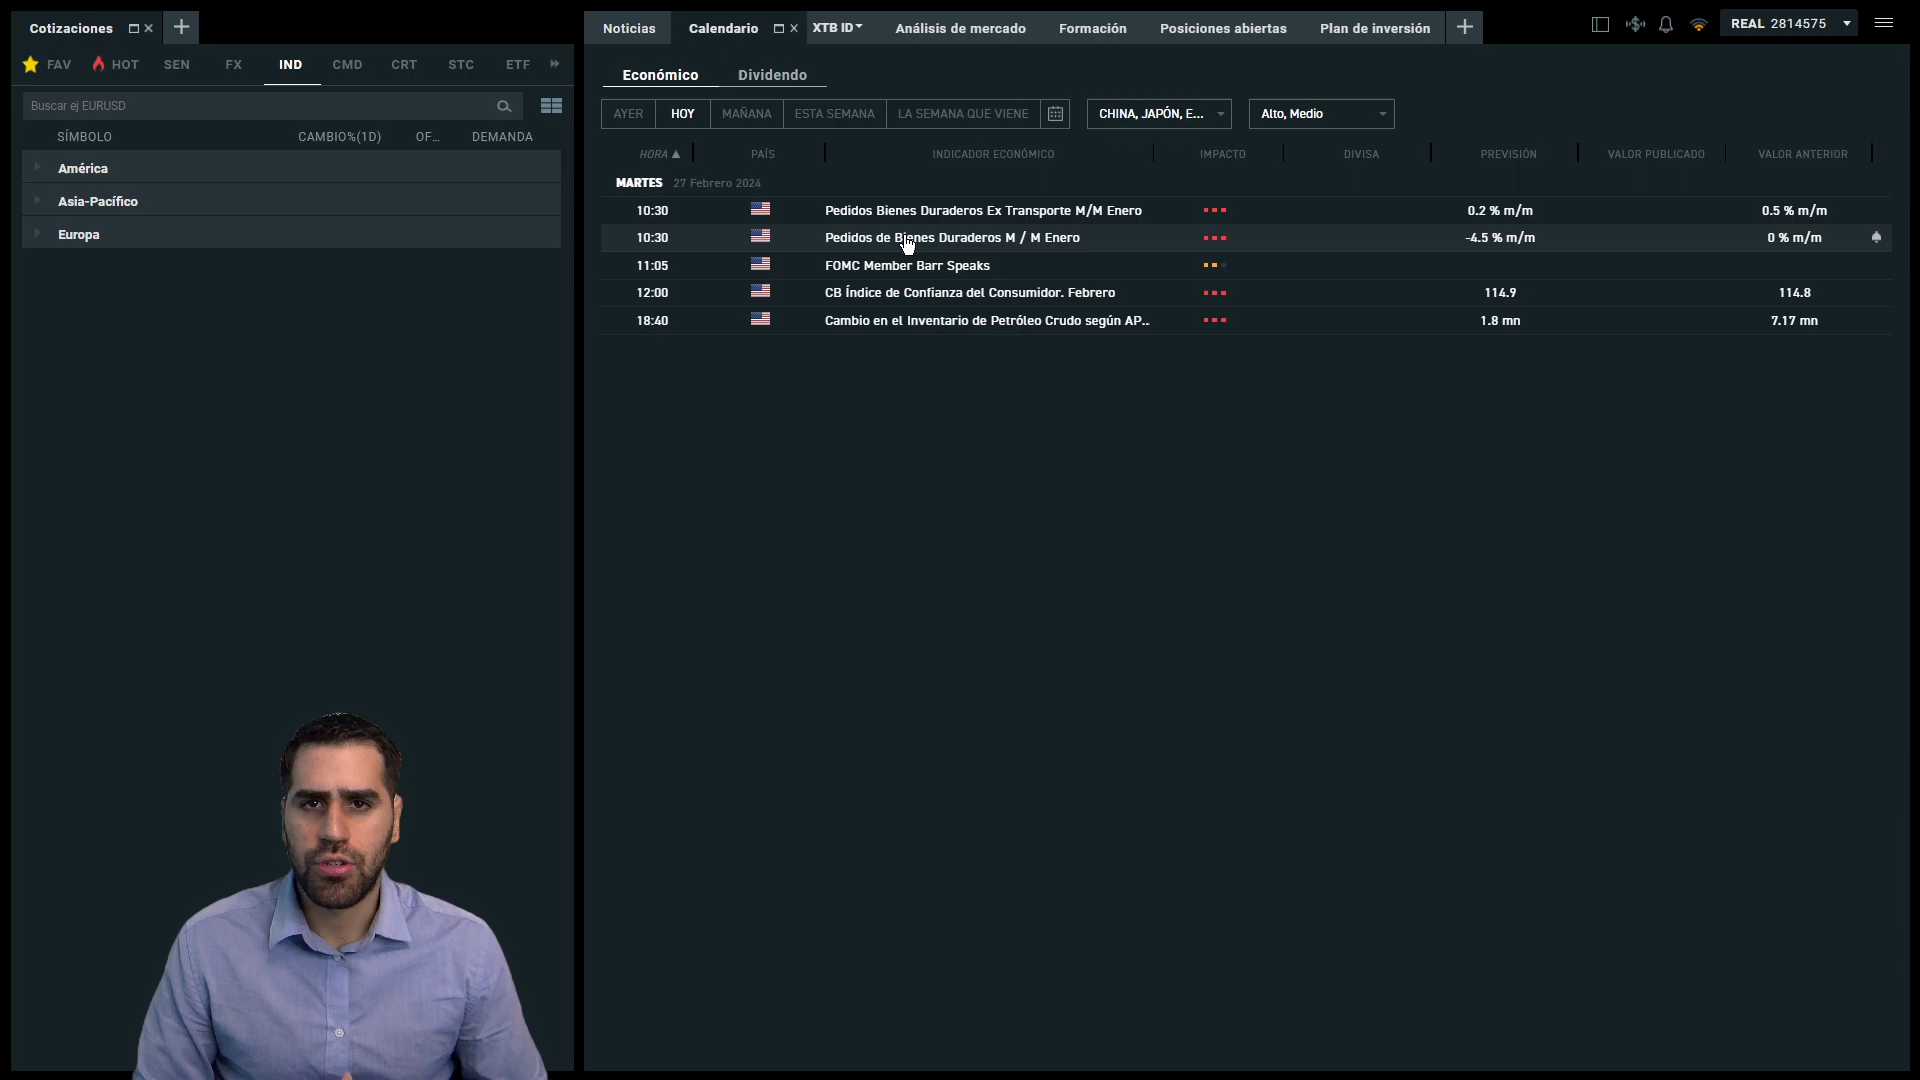 Cotizaciones
FAV HOT SEN FX IND CMD CRT STC ETF
Buscar ej EURUSD
SÍMBOLO CAMBIO%(1D) OF... DEMANDA
América
Asia-Pacífico
Europa
Noticias Calendario XTB ID Análisis de mercado Formación Posiciones abiertas Plan de inversión
REAL 2814575
Económico Dividendo
AYER HOY MAÑANA ESTA SEMANA LA SEMANA QUE VIENE CHINA, JAPÓN, E... Alto, Medio
HORA PAÍS INDICADOR ECONÓMICO IMPACTO DIVISA PREVISIÓN VALOR PUBLICADO VALOR ANTERIOR
MARTES 27 Febrero 2024
10:30 Pedidos Bienes Duraderos Ex Transporte M/M Enero 0.2 % m/m 0.5 % m/m
10:30 Pedidos de Bienes Duraderos M / M Enero -4.5 % m/m 0 % m/m
11:05 FOMC Member Barr Speaks
12:00 CB Índice de Confianza del Consumidor. Febrero 114.9 114.8
18:40 Cambio en el Inventario de Petróleo Crudo según AP... 1.8 mn 7.17 mn